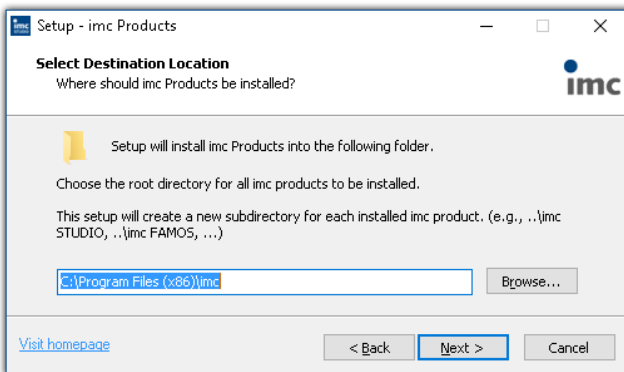 imc STUDIO
Setup - imc Products
Select Destination Location
Where should imc Products be installed?
imc
Setup will install imc Products into the following folder.
Choose the root directory for all imc products to be installed.
This setup will create a new subdirectory for each installed imc product. (e.g., ..\imc
STUDIO, ..\imc FAMOS, ...)
C:\Program Files (x86)\imc
Browse...
Visit homepage
< Back
Next >
Cancel